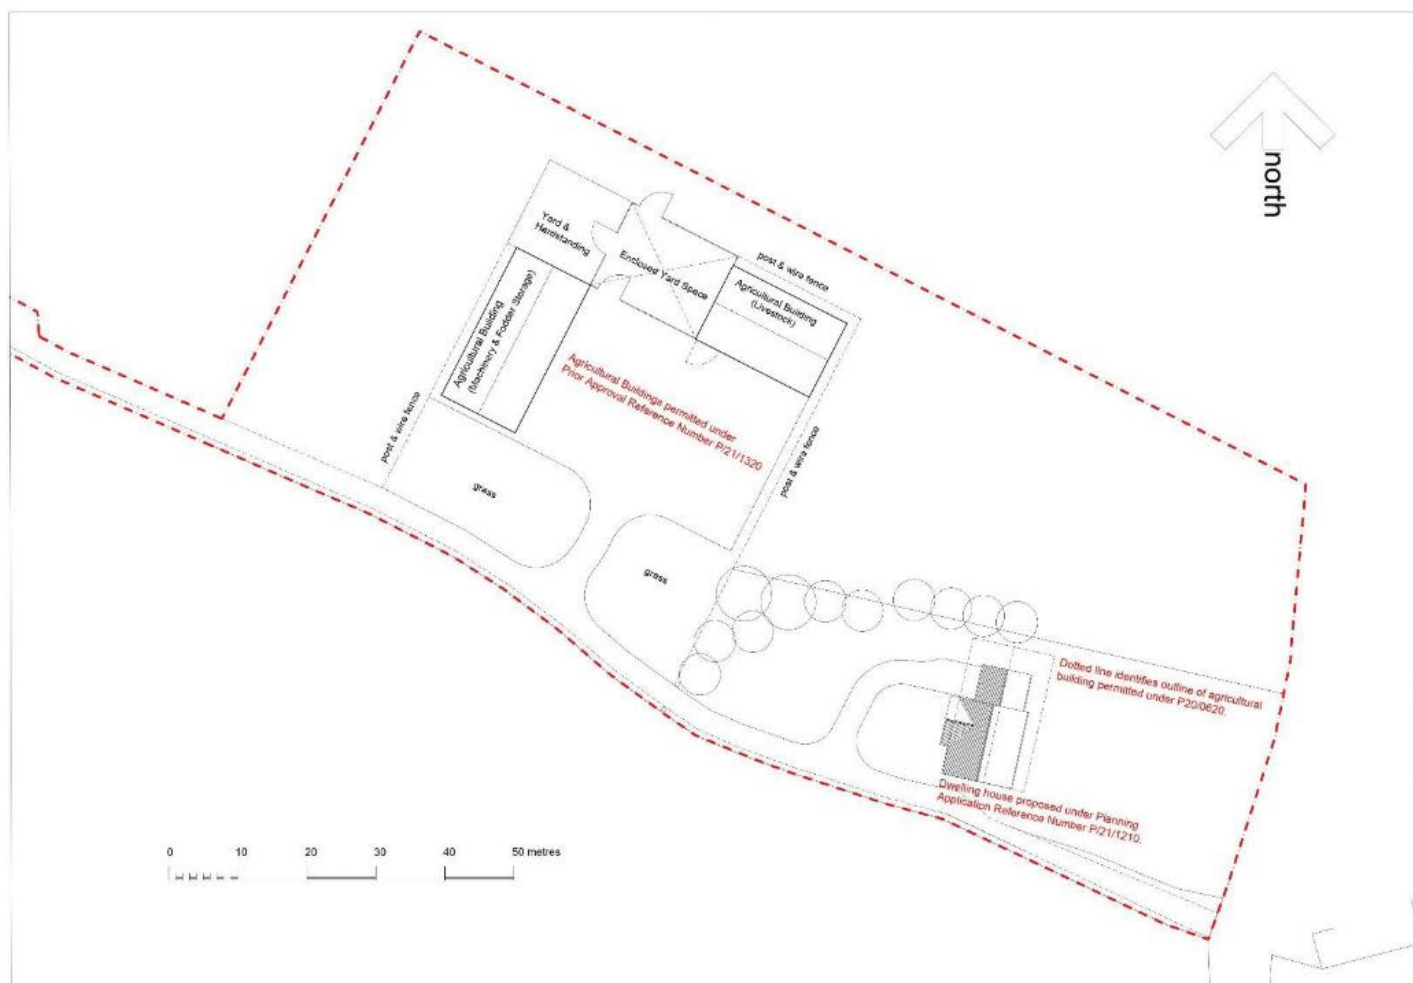 north
Yard &
Hardstanding
Enclosed Yard Space
post & wire fence
Agricultural Building
(Livestock)
Agricultural Building
(Machinery & Fodder Storage)
Agricultural Buildings permitted under
Prior Approval Reference Number P/21/1320
post & wire fence
post & wire fence
grass
grass
Dotted line identifies outline of agricultural
building permitted under P20/0620.
Dwelling house proposed under Planning
Application Reference Number P/21/1210.
0 10 20 30 40 50 metres